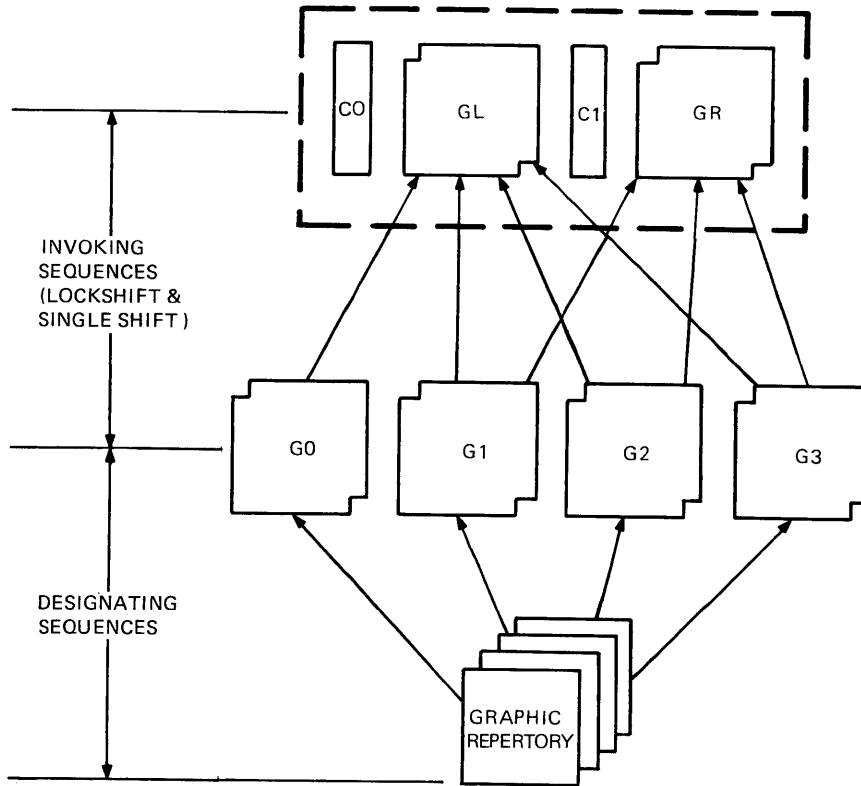 C0
GL
C1
GR
INVOKING
SEQUENCES
(LOCKSHIFT &
SINGLE SHIFT)
G0
G1
G2
G3
DESIGNATING
SEQUENCES
GRAPHIC
REPERTORY